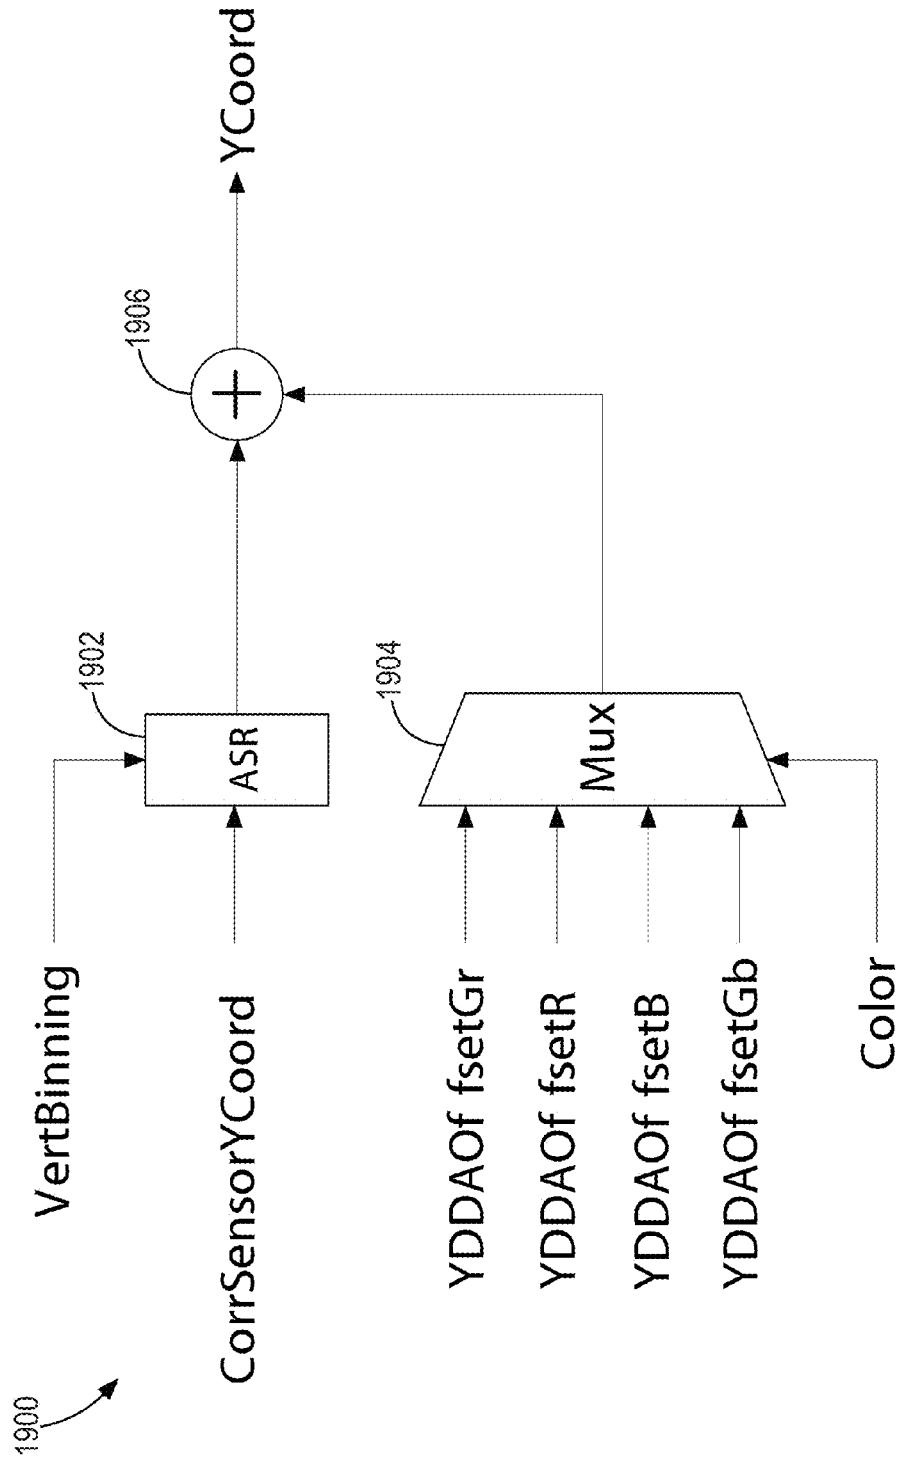 1900
VertBinning
CorrSensorYCoord
YDDAOf fsetGr
YDDAOf fsetR
YDDAOf fsetB
YDDAOf fsetGb
Color
1902
ASR
1904
Mux
1906
YCoord